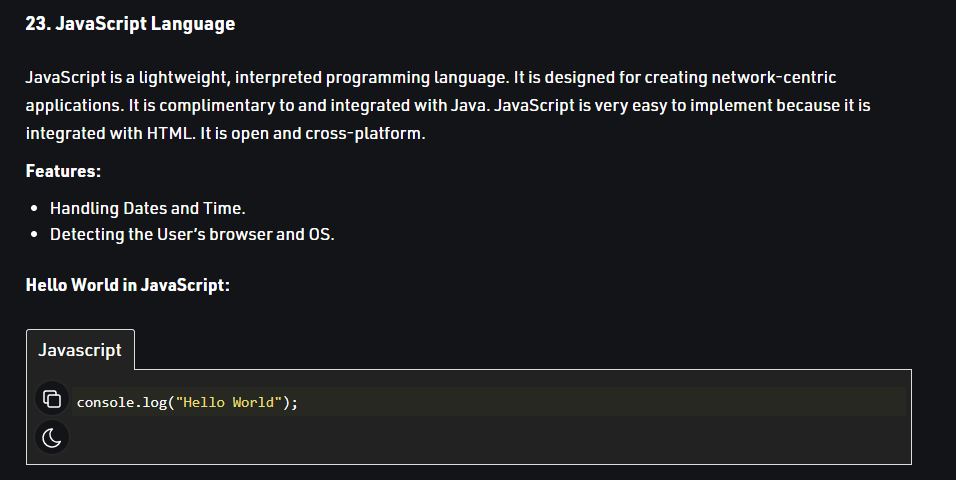 23. JavaScript Language
JavaScript is a lightweight, interpreted programming language. It is designed for creating network-centric
applications. It is complimentary to and integrated with Java. JavaScript is very easy to implement because it is
integrated with HTML. It is open and cross-platform.
Features:
• Handling Dates and Time.
• Detecting the User’s browser and OS.
Hello World in JavaScript:
Javascript
console.log("Hello World");